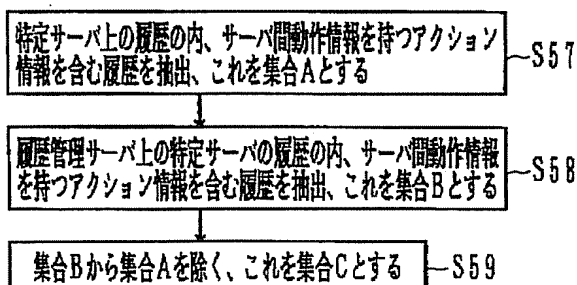 特定サーバ上の履歴の内、サーバ間動作情報を持つアクション
情報を含む履歴を抽出、これを集合Aとする
S57
履歴管理サーバ上の特定サーバの履歴の内、サーバ間動作情報
を持つアクション情報を含む履歴を抽出、これを集合Bとする
S58
集合Bから集合Aを除く、これを集合Cとする
S59